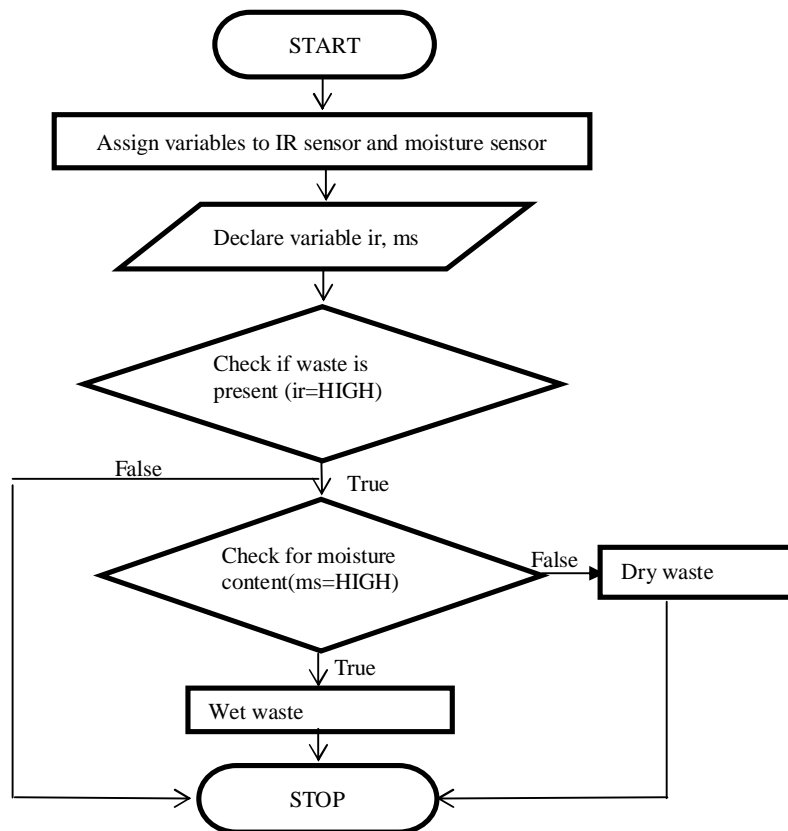 START
Assign variables to IR sensor and moisture sensor
Declare variable ir, ms
Check if waste is
present (ir=HIGH)
False
True
Check for moisture
content(ms=HIGH)
False
Dry waste
True
Wet waste
STOP